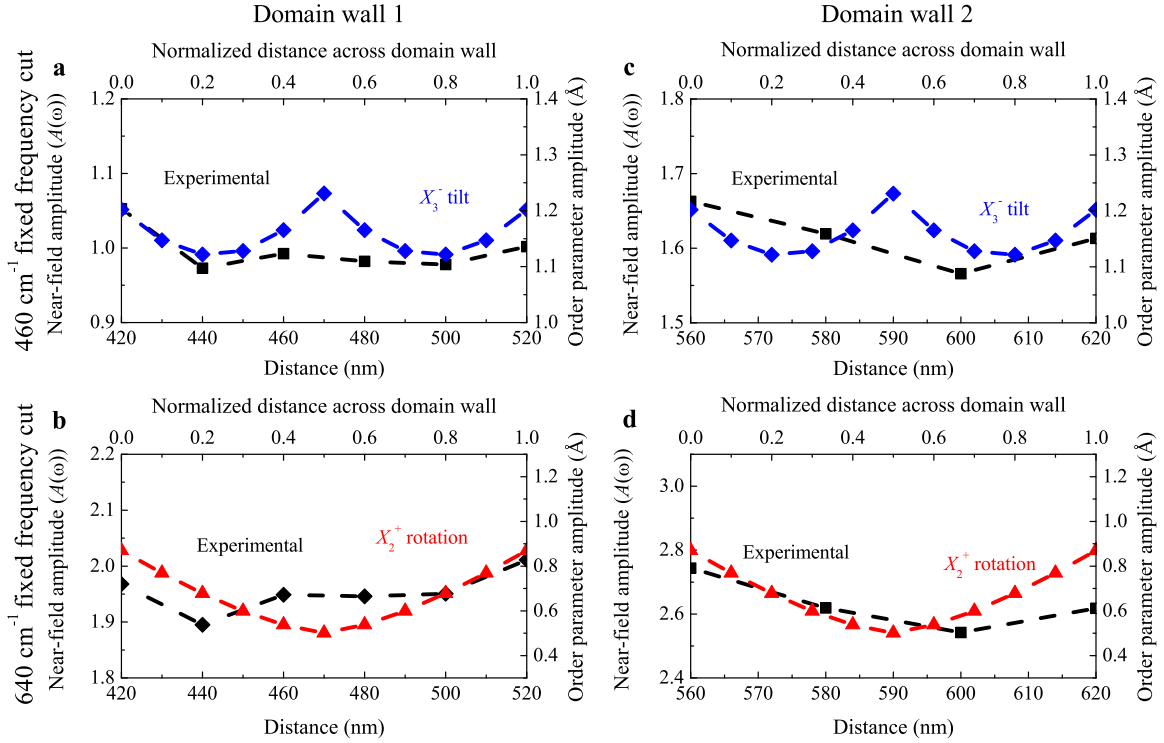 Domain wall 1
Domain wall 2
460 cm⁻¹ fixed frequency cut
640 cm⁻¹ fixed frequency cut
a
Normalized distance across domain wall
0.0 0.2 0.4 0.6 0.8 1.0
Near-field amplitude (A(ω))
1.2
1.1
1.0
0.9
Experimental
X₃⁻ tilt
1.4
1.3
1.2
1.1
1.0
Order parameter amplitude (Å)
420 440 460 480 500 520
Distance (nm)
c
Normalized distance across domain wall
0.0 0.2 0.4 0.6 0.8 1.0
Near-field amplitude (A(ω))
1.8
1.7
1.6
1.5
Experimental
X₃⁻ tilt
1.4
1.3
1.2
1.1
1.0
Order parameter amplitude (Å)
560 570 580 590 600 610 620
Distance (nm)
b
Normalized distance across domain wall
0.0 0.2 0.4 0.6 0.8 1.0
Near-field amplitude (A(ω))
2.2
2.1
2.0
1.9
1.8
Experimental
X₂⁺ rotation
1.2
1.0
0.8
0.6
0.4
Order parameter amplitude (Å)
420 440 460 480 500 520
Distance (nm)
d
Normalized distance across domain wall
0.0 0.2 0.4 0.6 0.8 1.0
Near-field amplitude (A(ω))
3.0
2.8
2.6
2.4
Experimental
X₂⁺ rotation
1.2
1.0
0.8
0.6
0.4
Order parameter amplitude (Å)
560 570 580 590 600 610 620
Distance (nm)